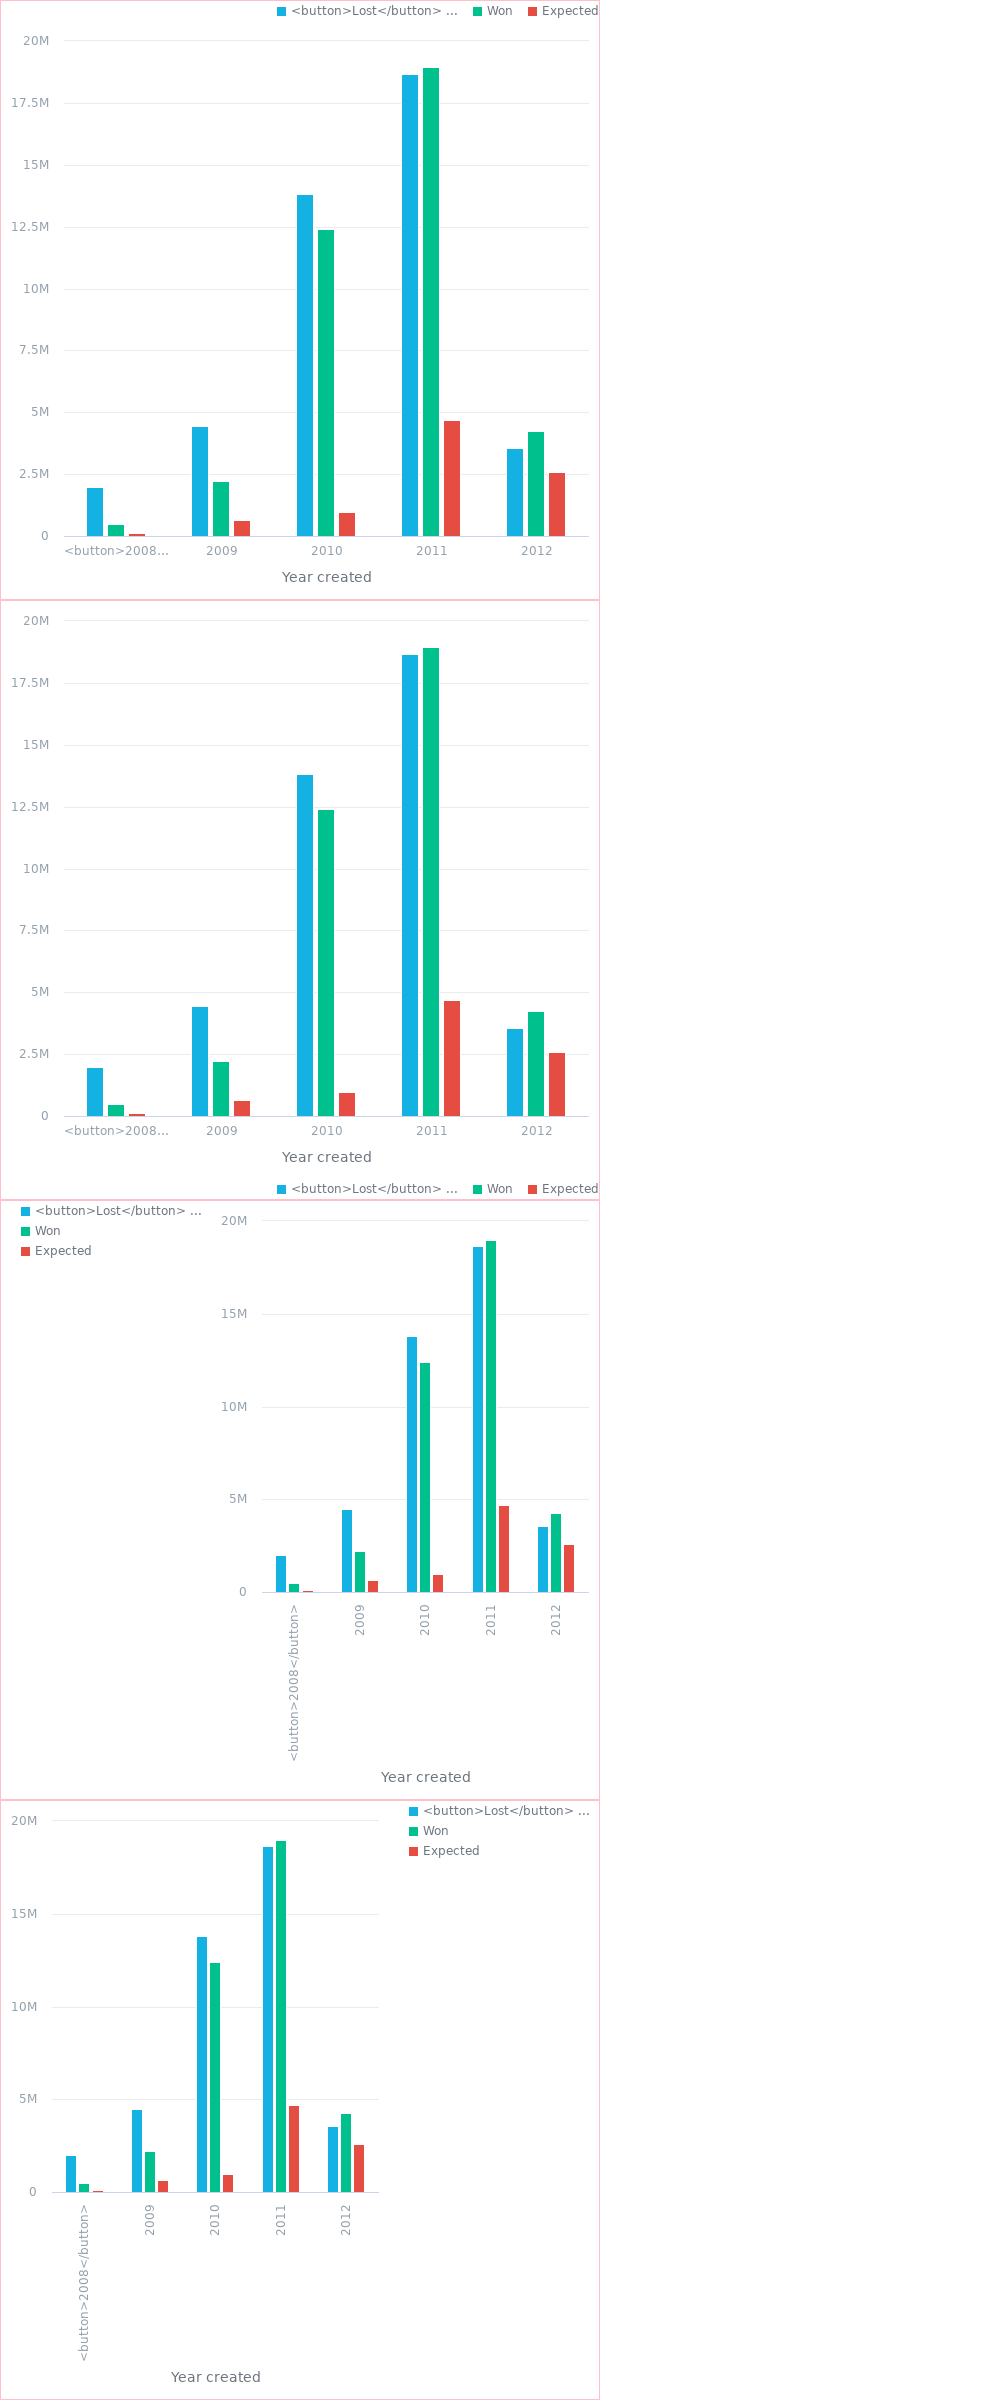 <button>Lost</button> ... Won Expected
20M
17.5M
15M
12.5M
10M
7.5M
5M
2.5M
0
<button>2008... 2009 2010 2011 2012
Year created
20M
17.5M
15M
12.5M
10M
7.5M
5M
2.5M
0
<button>2008... 2009 2010 2011 2012
Year created
<button>Lost</button> ... Won Expected
<button>Lost</button> ...
Won
Expected
20M
15M
10M
5M
0
<button>2008</button>
2009
2010
2011
2012
Year created
<button>Lost</button> ...
Won
Expected
20M
15M
10M
5M
0
<button>2008</button>
2009
2010
2011
2012
Year created